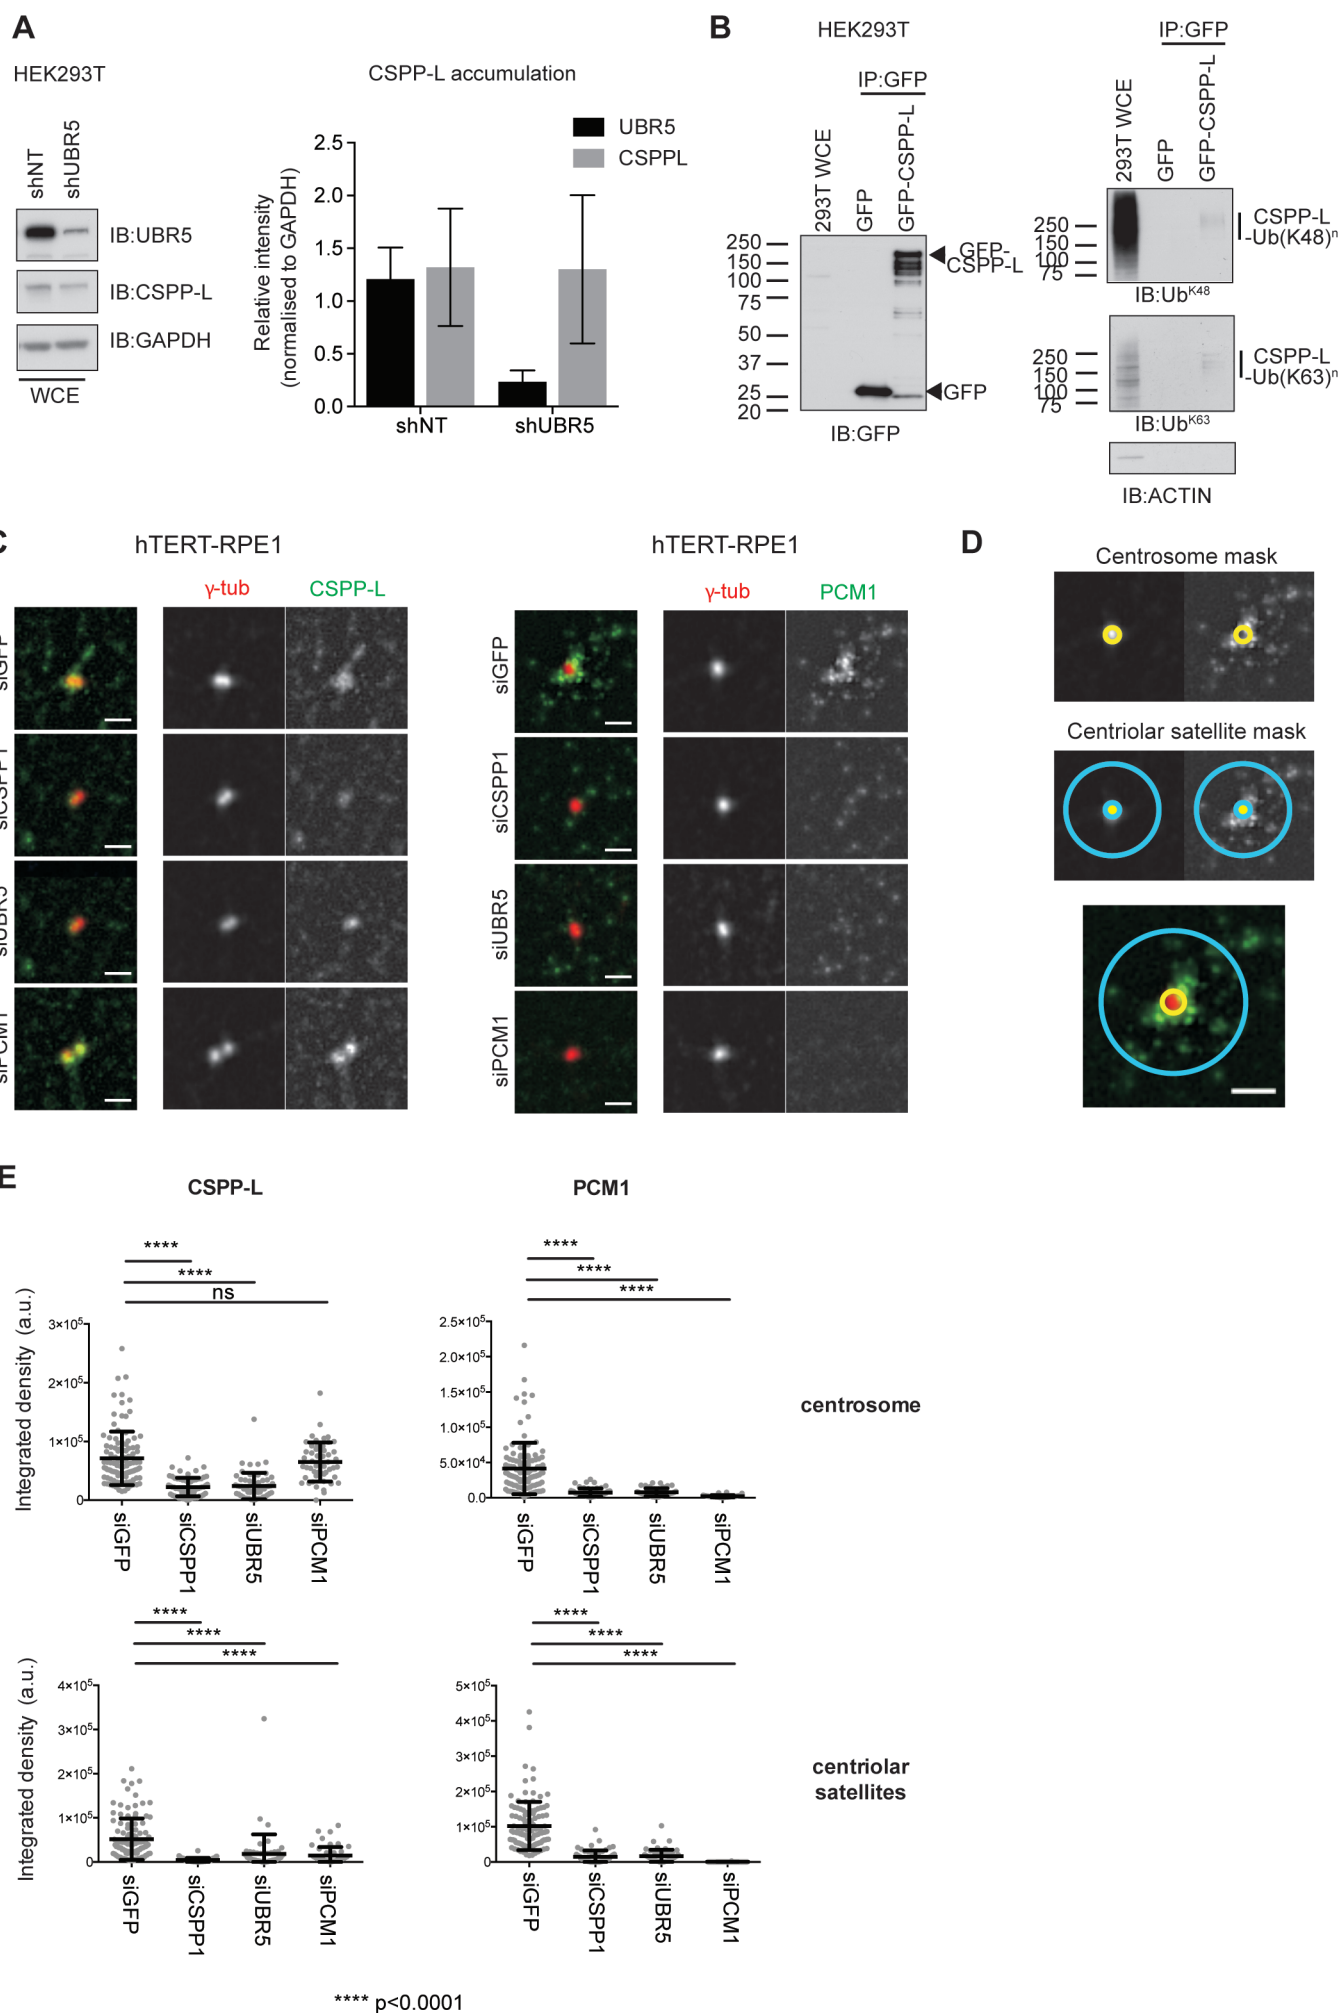 A
HEK293T
shNT
shUBR5
IB:UBR5
IB:CSPP-L
IB:GAPDH
WCE
CSPP-L accumulation
UBR5
CSPPL
Relative intensity
(normalised to GAPDH)
2.5
2.0
1.5
1.0
0.5
0.0
shNT
shUBR5
B
HEK293T
IP:GFP
293T WCE
GFP
GFP-CSPP-L
250
150
100
75
50
37
25
20
GFP-
CSPP-L
GFP
IB:GFP
IP:GFP
293T WCE
GFP
GFP-CSPP-L
250
150
100
75
CSPP-L
-Ub(K48)ⁿ
IB:Ubᴷ⁴⁸
250
150
100
75
CSPP-L
-Ub(K63)ⁿ
IB:Ubᴷ⁶³
IB:ACTIN
C
hTERT-RPE1
γ-tub
CSPP-L
siGFP
siCSPP1
siUBR5
siPCM1
hTERT-RPE1
γ-tub
PCM1
siGFP
siCSPP1
siUBR5
siPCM1
D
Centrosome mask
Centriolar satellite mask
E
CSPP-L
****
****
ns
Integrated density (a.u.)
3×10⁵
2×10⁵
1×10⁵
0
siGFP
siCSPP1
siUBR5
siPCM1
PCM1
****
****
****
2.5×10⁵
2.0×10⁵
1.5×10⁵
1.0×10⁵
5.0×10⁴
0.0
siGFP
siCSPP1
siUBR5
siPCM1
centrosome
****
****
****
Integrated density (a.u.)
4×10⁵
3×10⁵
2×10⁵
1×10⁵
0
siGFP
siCSPP1
siUBR5
siPCM1
****
****
****
5×10⁵
4×10⁵
3×10⁵
2×10⁵
1×10⁵
0
siGFP
siCSPP1
siUBR5
siPCM1
centriolar
satellites
**** p<0.0001